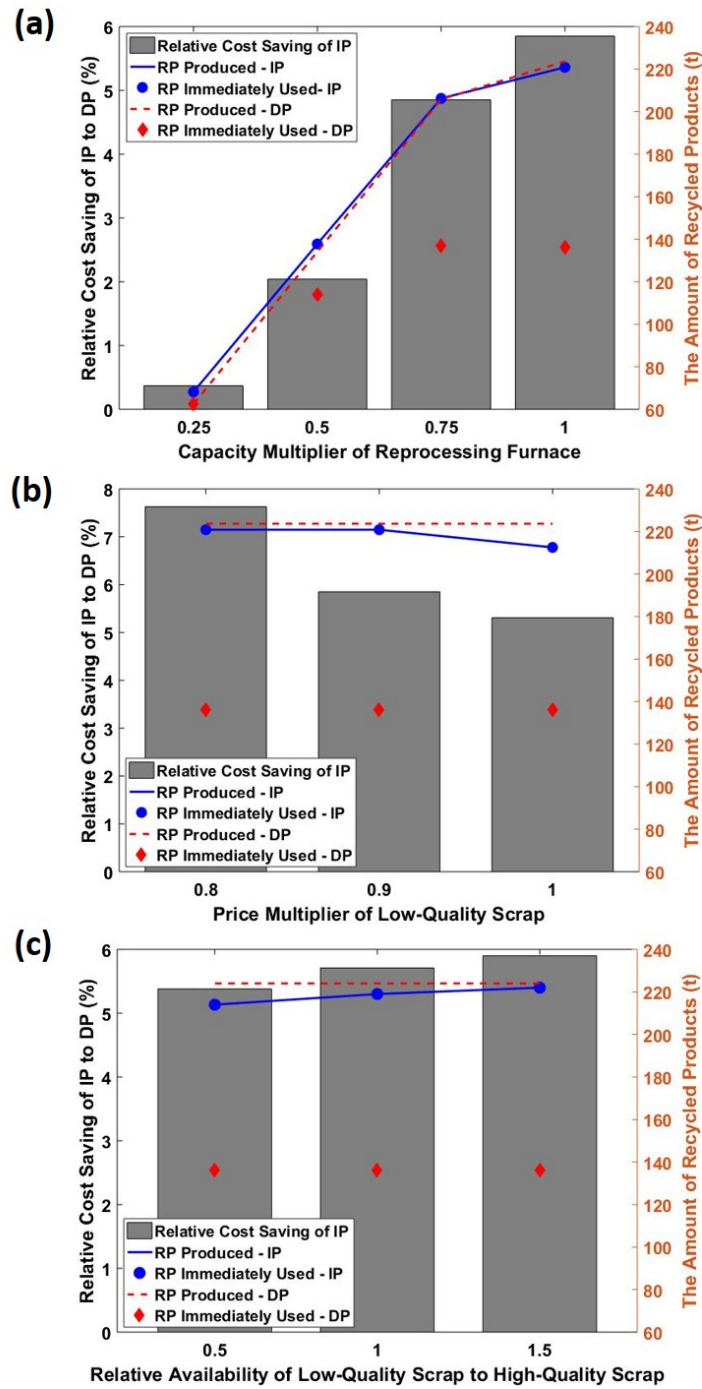 (a)
Relative Cost Saving of IP to DP (%)
6
5
4
3
2
1
0
Relative Cost Saving of IP
RP Produced - IP
RP Immediately Used- IP
RP Produced - DP
RP Immediately Used - DP
240
220
200
180
160
140
120
100
80
60
The Amount of Recycled Products (t)
0.25 0.5 0.75 1
Capacity Multiplier of Reprocessing Furnace
(b)
Relative Cost Saving of IP to DP (%)
8
7
6
5
4
3
2
1
0
Relative Cost Saving of IP
RP Produced - IP
RP Immediately Used - IP
RP Produced - DP
RP Immediately Used - DP
240
220
200
180
160
140
120
100
80
60
The Amount of Recycled Products (t)
0.8 0.9 1
Price Multiplier of Low-Quality Scrap
(c)
Relative Cost Saving of IP to DP (%)
6
5
4
3
2
1
0
Relative Cost Saving of IP
RP Produced - IP
RP Immediately Used - IP
RP Produced - DP
RP Immediately Used - DP
240
220
200
180
160
140
120
100
80
60
The Amount of Recycled Products (t)
0.5 1 1.5
Relative Availability of Low-Quality Scrap to High-Quality Scrap